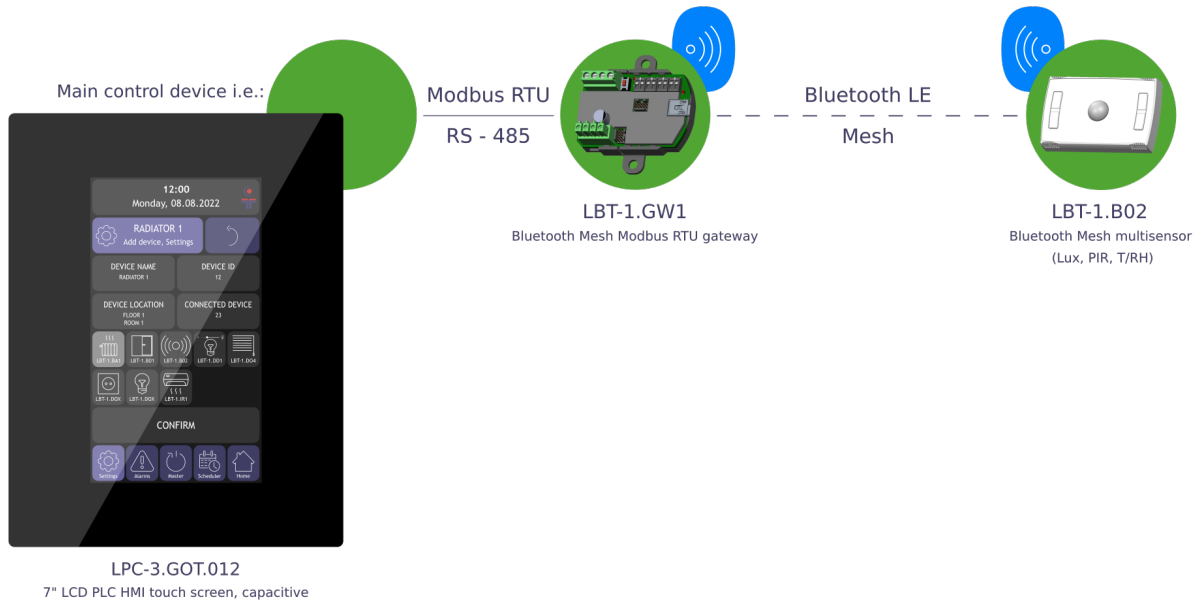 Main control device i.e.:
Modbus RTU
RS - 485
Bluetooth LE
Mesh
LBT-1.GW1
Bluetooth Mesh Modbus RTU gateway
LBT-1.B02
Bluetooth Mesh multisensor
(Lux, PIR, T/RH)
12:00
Monday, 08.08.2022
RADIATOR 1
Add device, Settings
DEVICE NAME
RADIATOR 1
DEVICE ID
12
DEVICE LOCATION
FLOOR 1
ROOM 1
CONNECTED DEVICE
23
LBT-1.BA1
LBT-1.B01
LBT-1.B02
LBT-1.DO1
LBT-1.DO4
LBT-1.DOX
LBT-1.DOX
LBT-1.IR1
CONFIRM
Settings
Alarms
Master
Scheduler
Home
LPC-3.GOT.012
7" LCD PLC HMI touch screen, capacitive